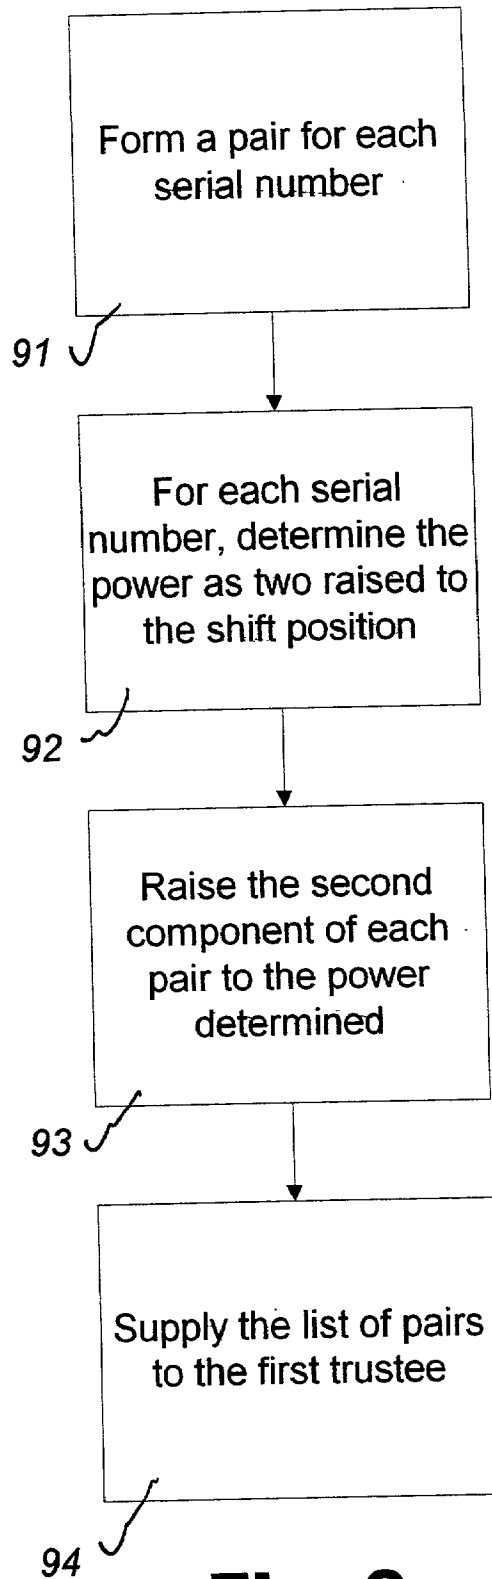 Form a pair for each
serial number
91
For each serial
number, determine the
power as two raised to
the shift position
92
Raise the second
component of each
pair to the power
determined
93
Supply the list of pairs
to the first trustee
94